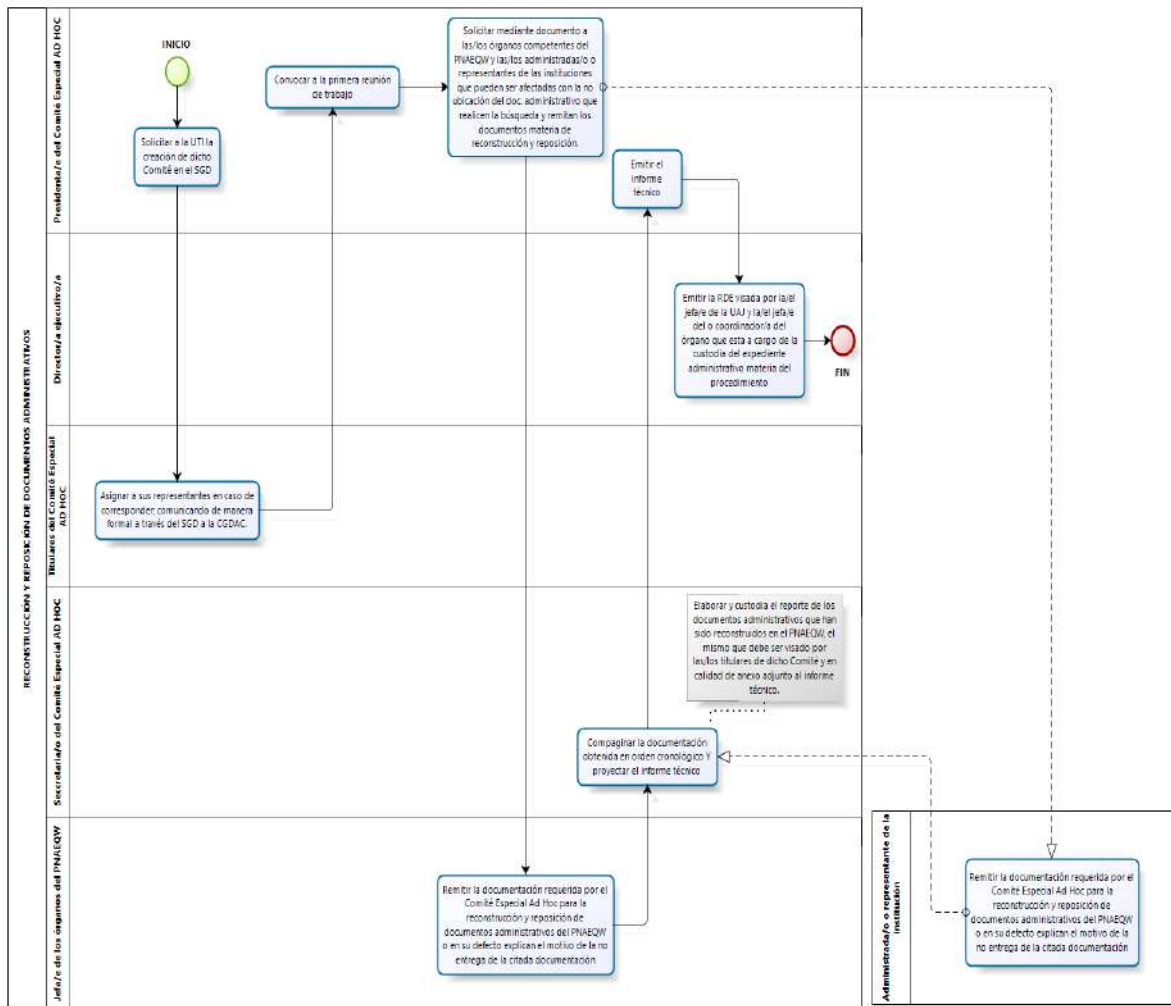 RECONSTRUCCIÓN Y REPOSICIÓN DE DOCUMENTOS ADMINISTRATIVOS
Presidenta/e del Comité Especial AD HOC
INICIO
Solicitar a la UTI la
creación de dicho
Comité en el SGD
Convocar a la primera reunión
de trabajo
Solicitar mediante documento a
las/los órganos competentes del
PNAEQW y las/los administradas/o o
representantes de las instituciones
que pueden ser afectadas con la no
ubicación del doc. administrativo que
realicen la búsqueda y remitan los
documentos materia de
reconstrucción y reposición.
Emitir el
informe
técnico
Director/a ejecutivo/a
Emitir la RDE visada por la/el
jefa/e de la UAJ y la/el jefa/e
del o coordinador/a del
órgano que esta a cargo de la
custodia del expediente
administrativo materia del
procedimiento
FIN
Titulares del Comité Especial
AD HOC
Asignar a sus representantes en caso de
corresponder; comunicando de manera
formal a través del SGD a la CGDAC.
Secretaria/o del Comité Especial AD HOC
Elaborar y custodia el reporte de los
documentos administrativos que han
sido reconstruidos en el PNAEQW, el
mismo que debe ser visado por
las/los titulares de dicho Comité y en
calidad de anexo adjunto al informe
técnico.
Compaginar la documentación
obtenida en orden cronológico Y
proyectar el informe técnico
Jefa/e de los órganos del PNAEQW
Remitir la documentación requerida por el
Comité Especial Ad Hoc para la
reconstrucción y reposición de
documentos administrativos del PNAEQW
o en su defecto explican el motivo de la no
entrega de la citada documentación
Administrada/o o representante de la
institución
Remitir la documentación requerida por el
Comité Especial Ad Hoc para la
reconstrucción y reposición de
documentos administrativos del PNAEQW
o en su defecto explican el motivo de la no
entrega de la citada documentación